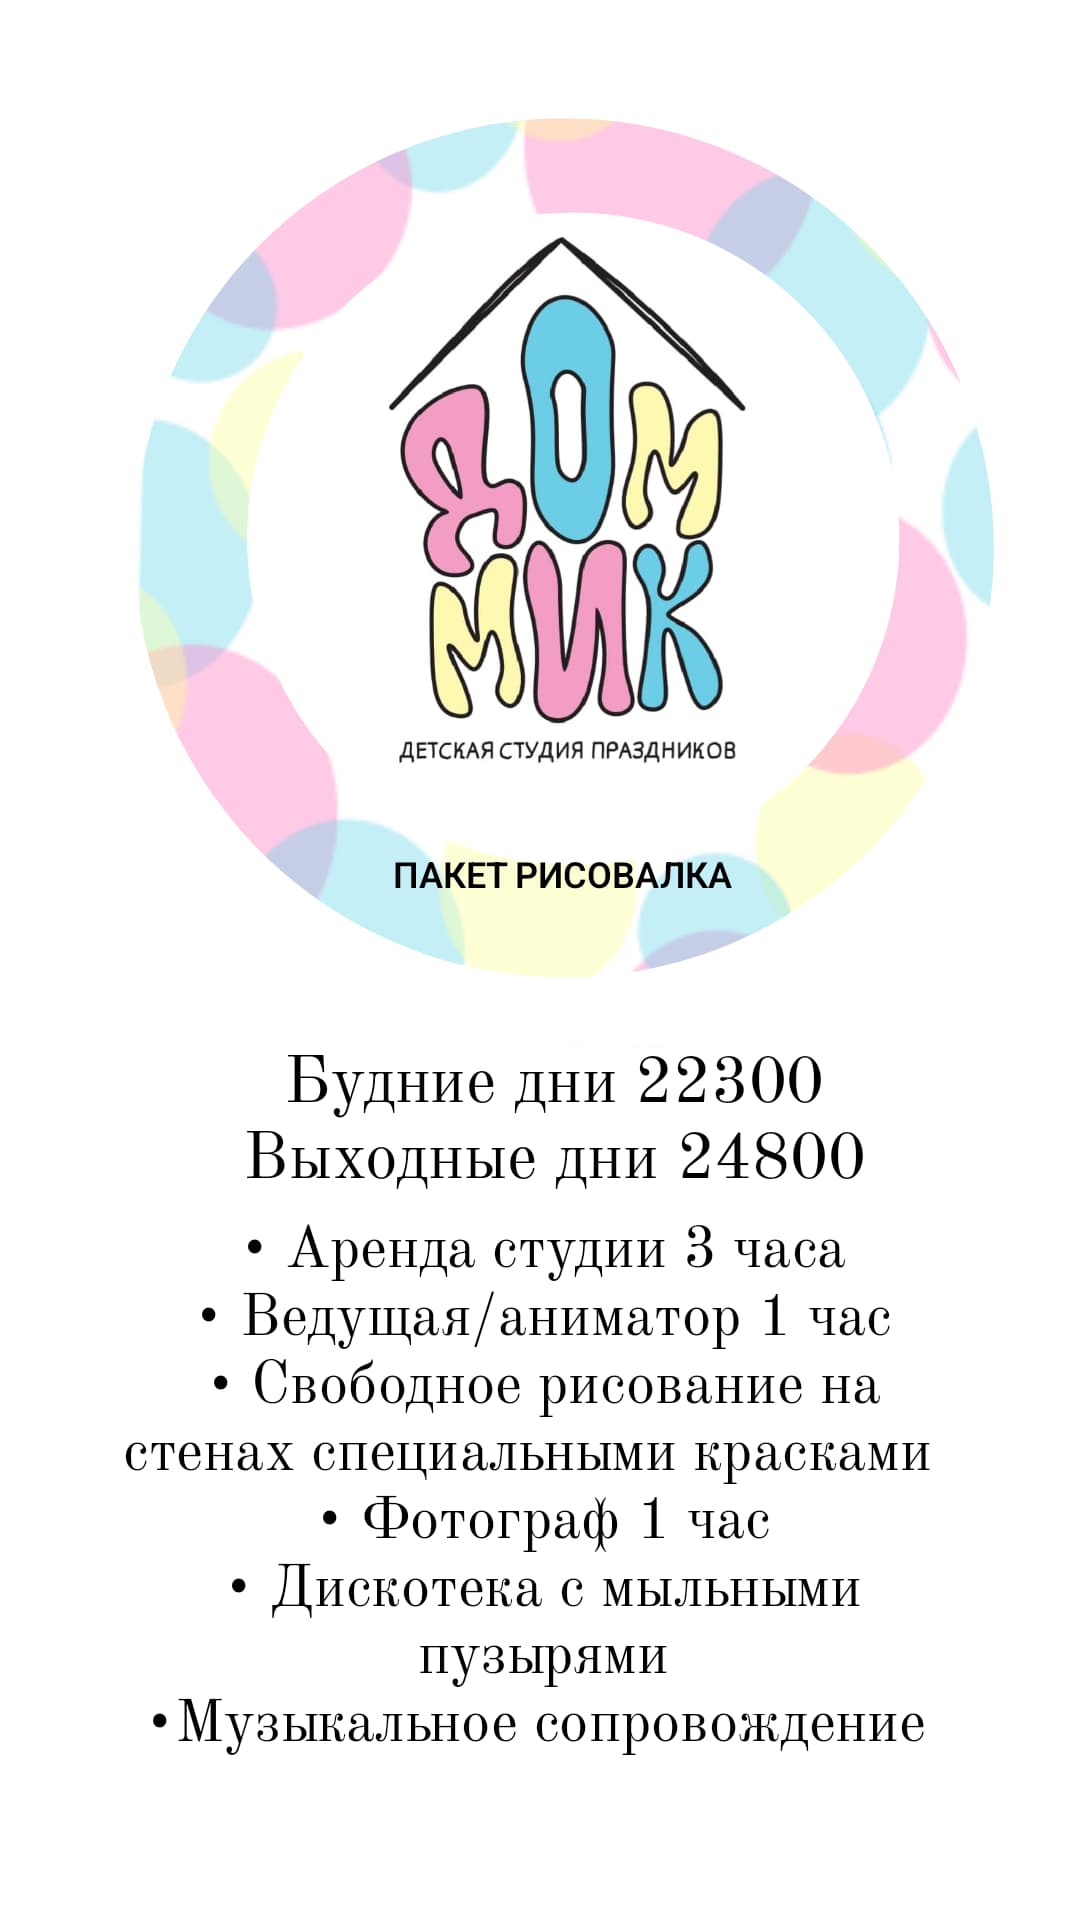 ДОМ
МИК
ДЕТСКАЯ СТУДИЯ ПРАЗДНИКОВ
ПАКЕТ РИСОВАЛКА
Будние дни 22300
Выходные дни 24800
• Аренда студии 3 часа
• Ведущая/аниматор 1 час
• Свободное рисование на
стенах специальными красками
• Фотограф 1 час
• Дискотека с мыльными
пузырями
•Музыкальное сопровождение